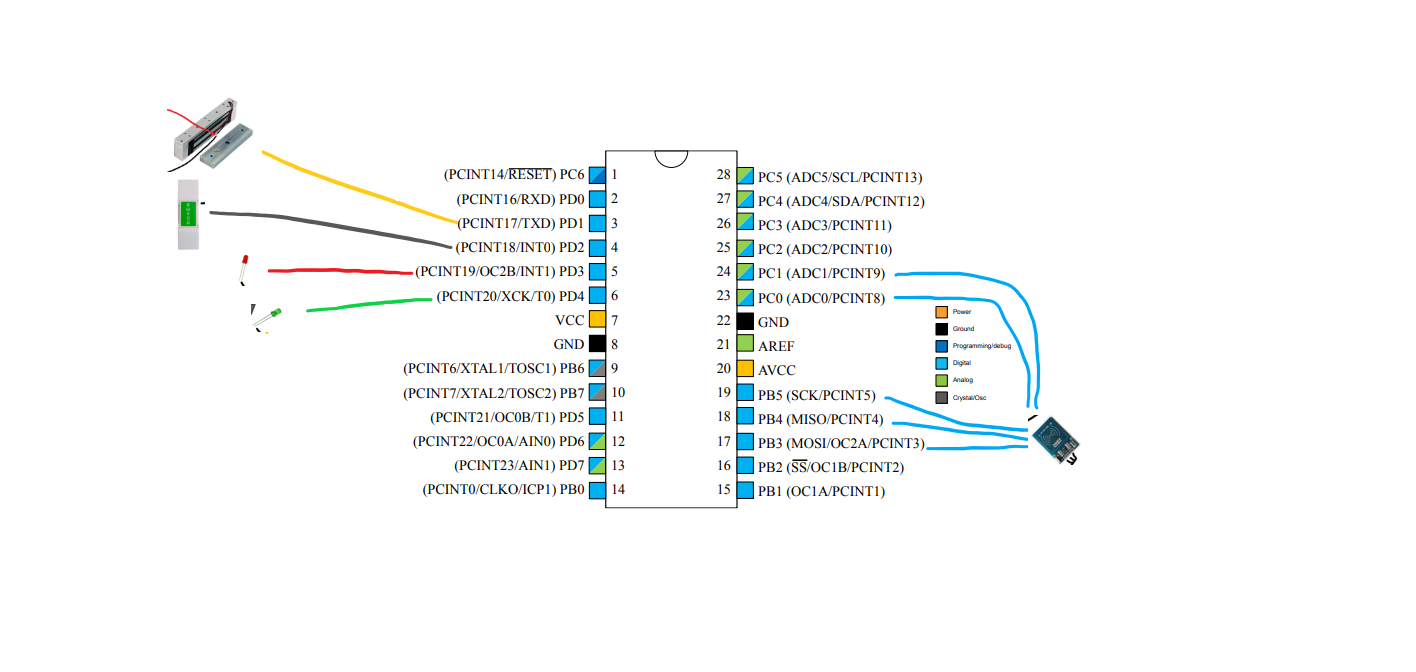 (PCINT14/RESET) PC6 1
(PCINT16/RXD) PD0 2
(PCINT17/TXD) PD1 3
(PCINT18/INT0) PD2 4
(PCINT19/OC2B/INT1) PD3 5
(PCINT20/XCK/T0) PD4 6
VCC 7
GND 8
(PCINT6/XTAL1/TOSC1) PB6 9
(PCINT7/XTAL2/TOSC2) PB7 10
(PCINT21/OC0B/T1) PD5 11
(PCINT22/OC0A/AIN0) PD6 12
(PCINT23/AIN1) PD7 13
(PCINT0/CLKO/ICP1) PB0 14
28 PC5 (ADC5/SCL/PCINT13)
27 PC4 (ADC4/SDA/PCINT12)
26 PC3 (ADC3/PCINT11)
25 PC2 (ADC2/PCINT10)
24 PC1 (ADC1/PCINT9)
23 PC0 (ADC0/PCINT8)
22 GND
21 AREF
20 AVCC
19 PB5 (SCK/PCINT5)
18 PB4 (MISO/PCINT4)
17 PB3 (MOSI/OC2A/PCINT3)
16 PB2 (SS/OC1B/PCINT2)
15 PB1 (OC1A/PCINT1)
Power
Ground
Programming/debug
Digital
Analog
Crystal/Osc